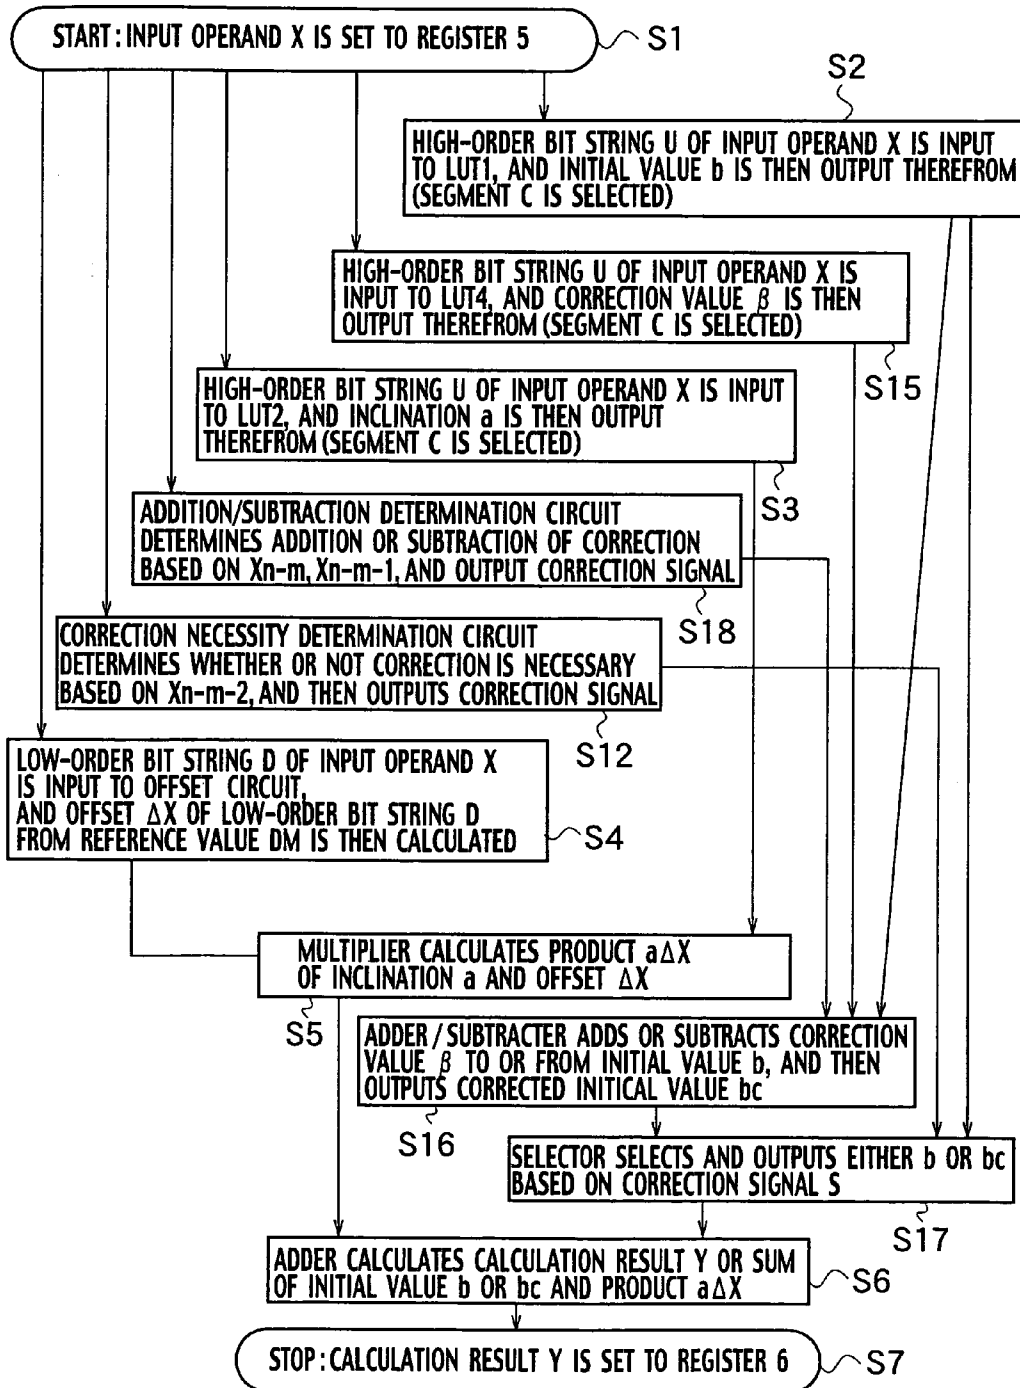 START:INPUT OPERAND X IS SET TO REGISTER 5
S1
S2
HIGH-ORDER BIT STRING U OF INPUT OPERAND X IS INPUT
TO LUT1, AND INITIAL VALUE b IS THEN OUTPUT THEREFROM
(SEGMENT C IS SELECTED)
HIGH-ORDER BIT STRING U OF INPUT OPERAND X IS
INPUT TO LUT4, AND CORRECTION VALUE β IS THEN
OUTPUT THEREFROM(SEGMENT C IS SELECTED)
S15
HIGH-ORDER BIT STRING U OF INPUT OPERAND X IS INPUT
TO LUT2, AND INCLINATION a IS THEN OUTPUT
THEREFROM(SEGMENT C IS SELECTED)
S3
ADDITION/SUBTRACTION DETERMINATION CIRCUIT
DETERMINES ADDITION OR SUBTRACTION OF CORRECTION
BASED ON Xn-m, Xn-m-1, AND OUTPUT CORRECTION SIGNAL
S18
CORRECTION NECESSITY DETERMINATION CIRCUIT
DETERMINES WHETHER OR NOT CORRECTION IS NECESSARY
BASED ON Xn-m-2, AND THEN OUTPUTS CORRECTION SIGNAL
S12
LOW-ORDER BIT STRING D OF INPUT OPERAND X
IS INPUT TO OFFSET CIRCUIT,
AND OFFSET ΔX OF LOW-ORDER BIT STRING D
FROM REFERENCE VALUE DM IS THEN CALCULATED
S4
MULTIPLIER CALCULATES PRODUCT aΔX
OF INCLINATION a AND OFFSET ΔX
S5
ADDER/SUBTRACTER ADDS OR SUBTRACTS CORRECTION
VALUE β TO OR FROM INITIAL VALUE b, AND THEN
OUTPUTS CORRECTED INITICAL VALUE bc
S16
SELECTOR SELECTS AND OUTPUTS EITHER b OR bc
BASED ON CORRECTION SIGNAL S
S17
ADDER CALCULATES CALCULATION RESULT Y OR SUM
OF INITIAL VALUE b OR bc AND PRODUCT aΔX
S6
STOP:CALCULATION RESULT Y IS SET TO REGISTER 6
S7